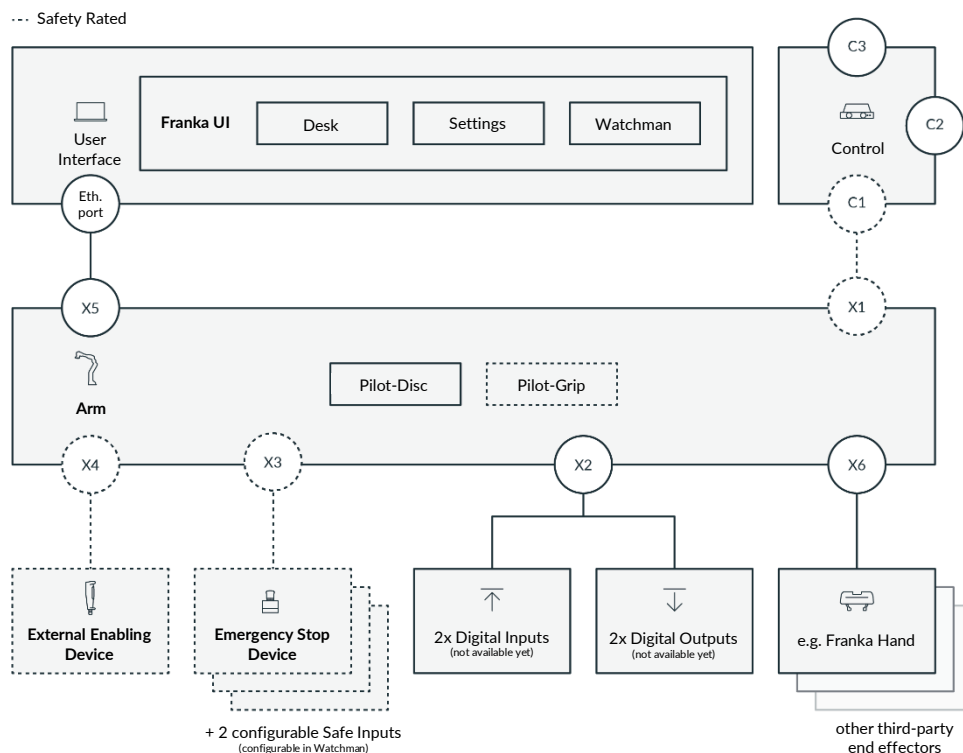 Safety Rated
C3
Franka UI
Desk
Settings
Watchman
User
Interface
Control
C2
Eth.
port
C1
X5
X1
Arm
Pilot-Disc
Pilot-Grip
X4
X3
X2
X6
External Enabling
Device
Emergency Stop
Device
2x Digital Inputs
(not available yet)
2x Digital Outputs
(not available yet)
e.g. Franka Hand
+ 2 configurable Safe Inputs
(configurable in Watchman)
other third-party
end effectors